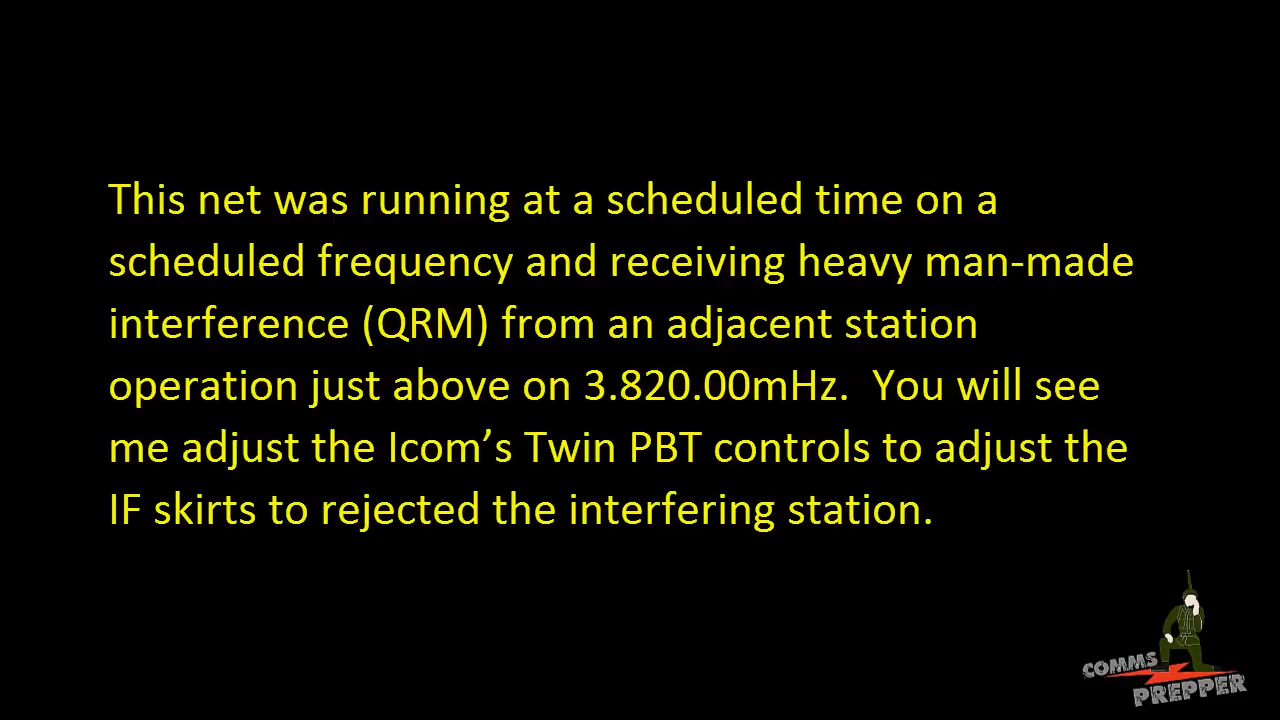 This net was running at a scheduled time on a
scheduled frequency and receiving heavy man-made
interference (QRM) from an adjacent station
operation just above on 3.820.00mHz.  You will see
me adjust the Icom’s Twin PBT controls to adjust the
IF skirts to rejected the interfering station.
COMMS
PREPPER